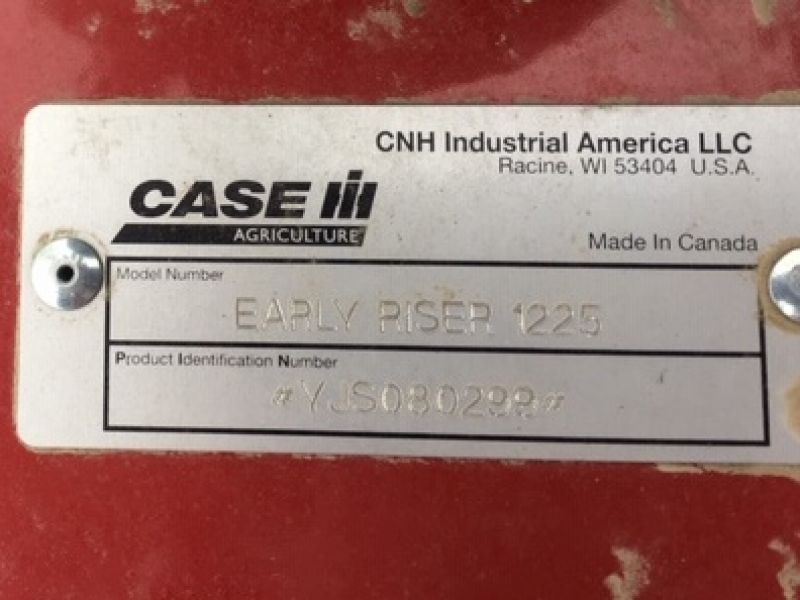 CNH Industrial America LLC
Racine, WI 53404 U.S.A.
CASE IH
AGRICULTURE
Made In Canada
Model Number
EARLY RISER 1225
Product Identification Number
*YJS080299*